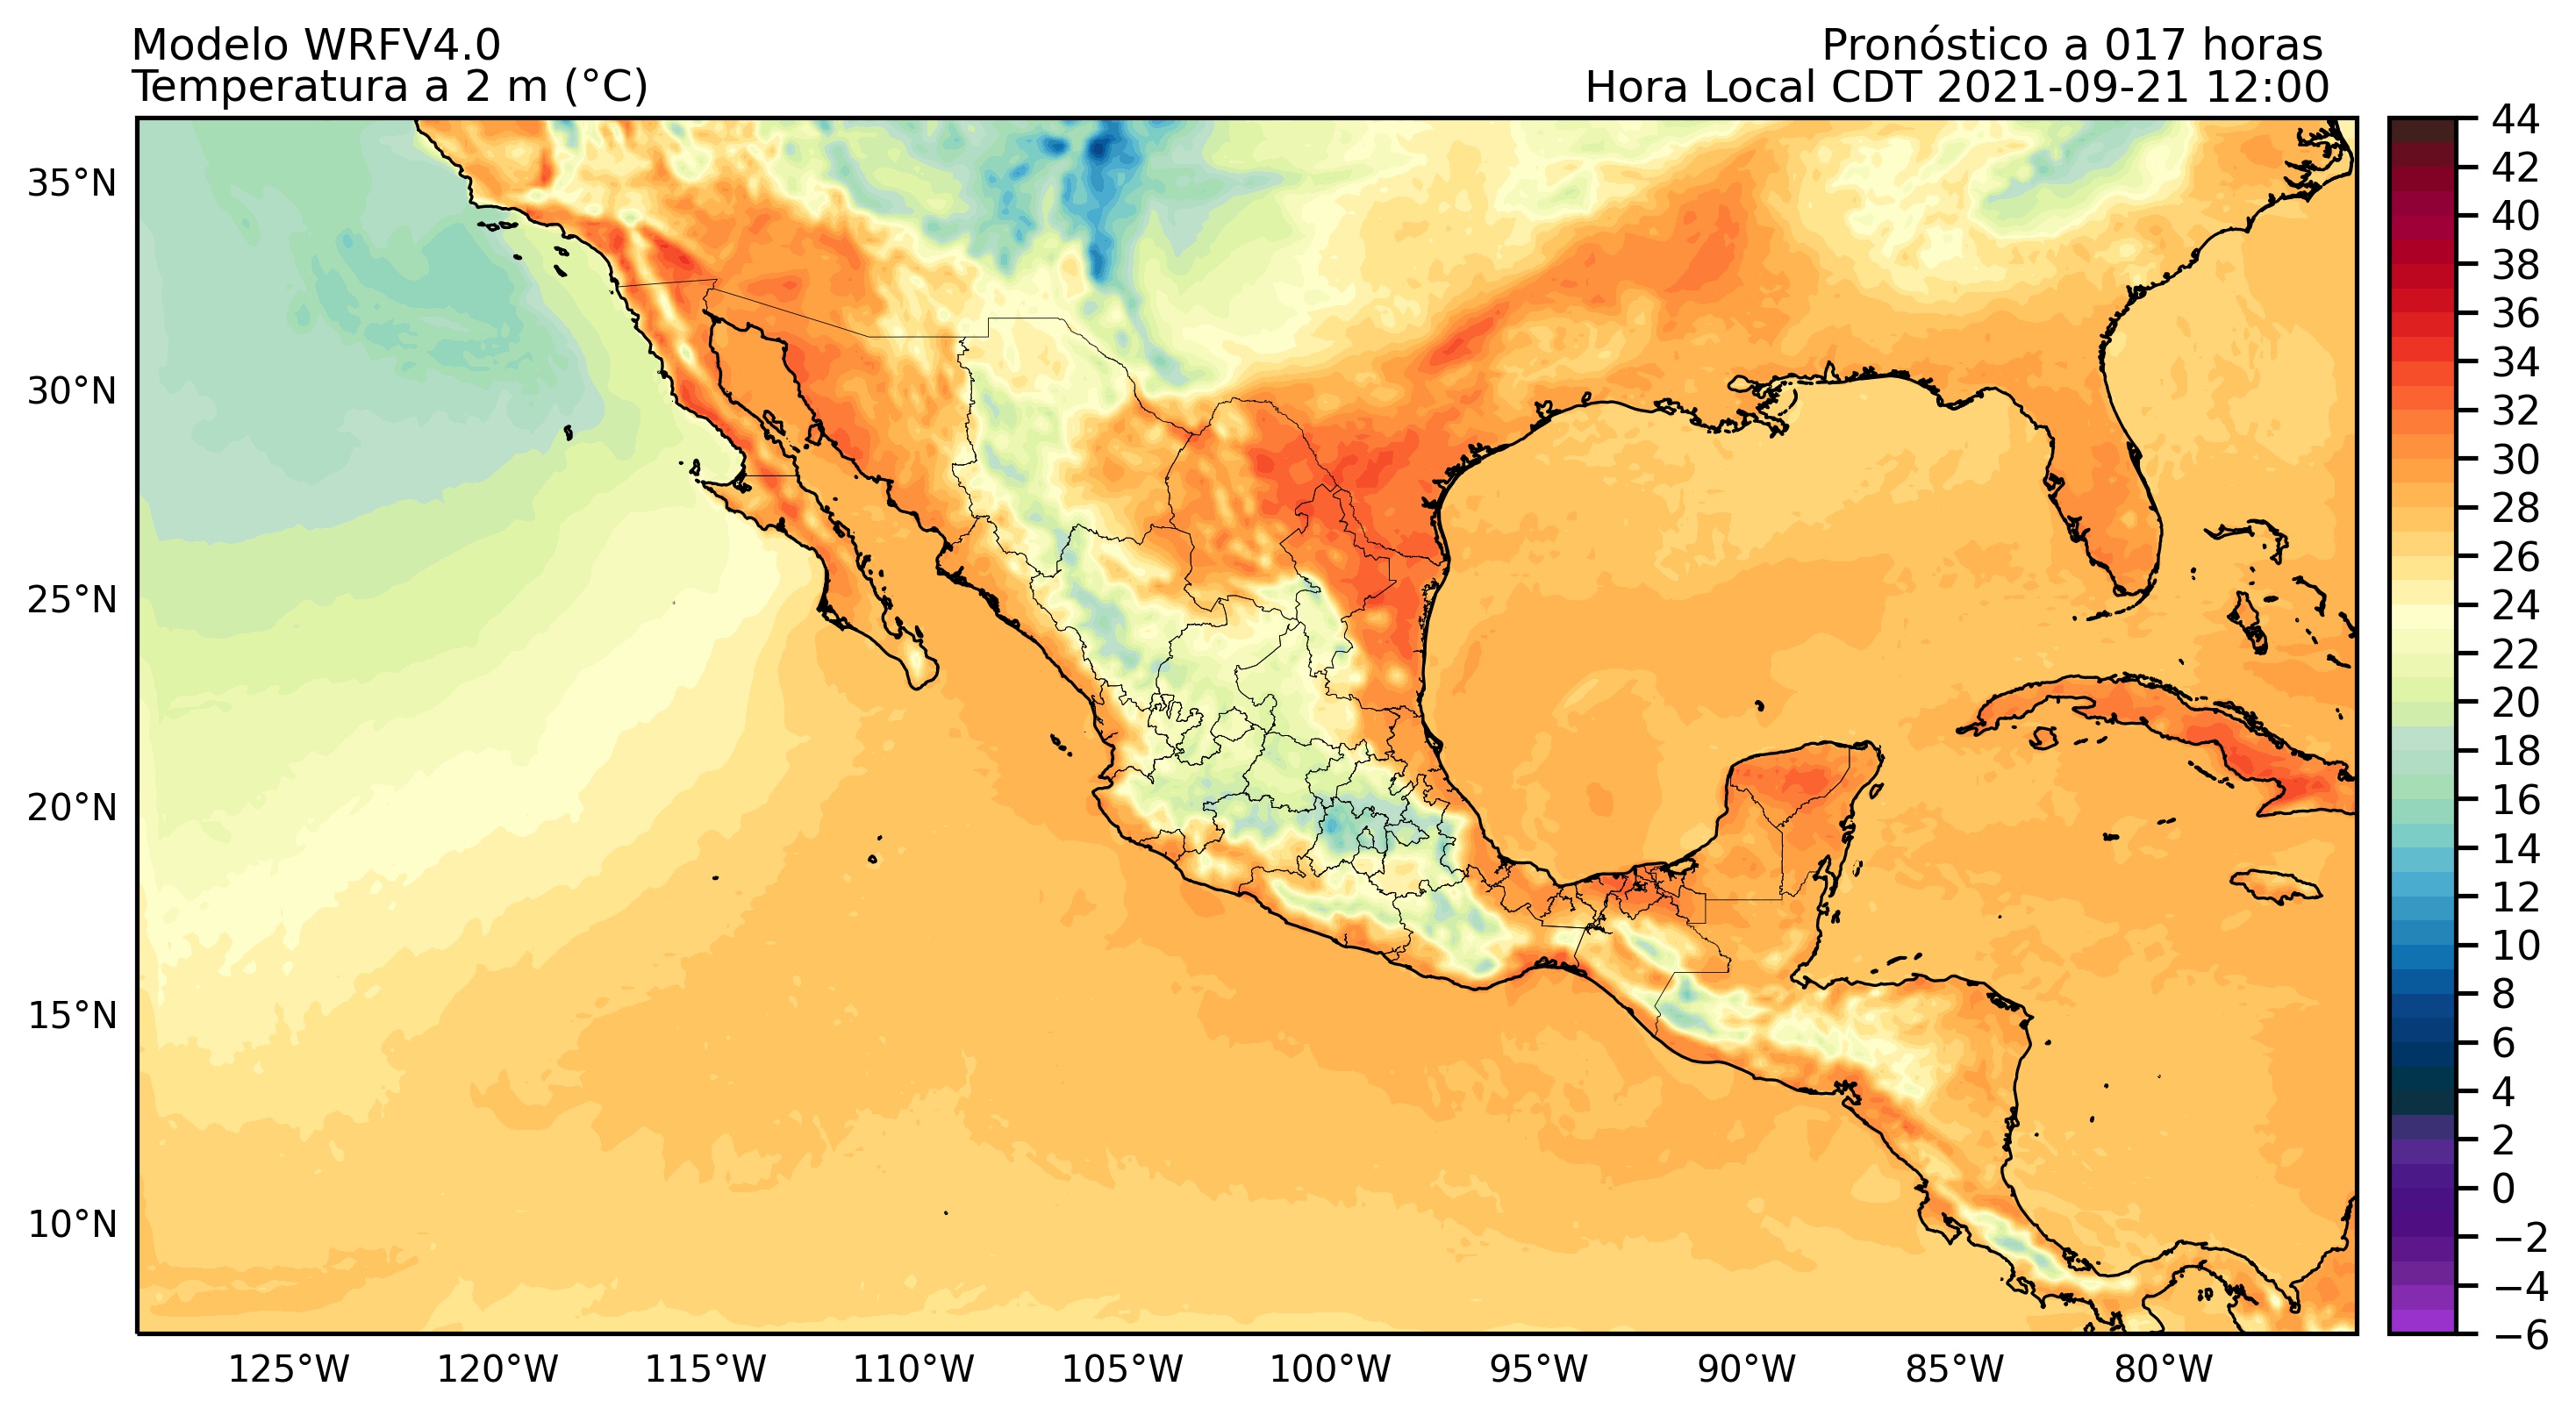 Modelo WRFV4.0
Temperatura a 2 m (°C)
Pronóstico a 017 horas
Hora Local CDT 2021-09-21 12:00
35°N
30°N
25°N
20°N
15°N
10°N
125°W
120°W
115°W
110°W
105°W
100°W
95°W
90°W
85°W
80°W
44
42
40
38
36
34
32
30
28
26
24
22
20
18
16
14
12
10
8
6
4
2
0
−2
−4
−6